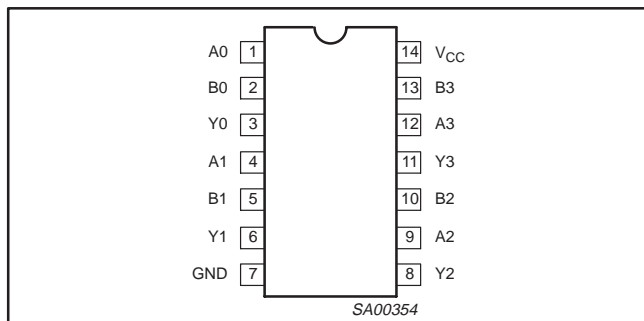 A0 1 14 VCC
B0 2 13 B3
Y0 3 12 A3
A1 4 11 Y3
B1 5 10 B2
Y1 6 9 A2
GND 7 8 Y2
SA00354